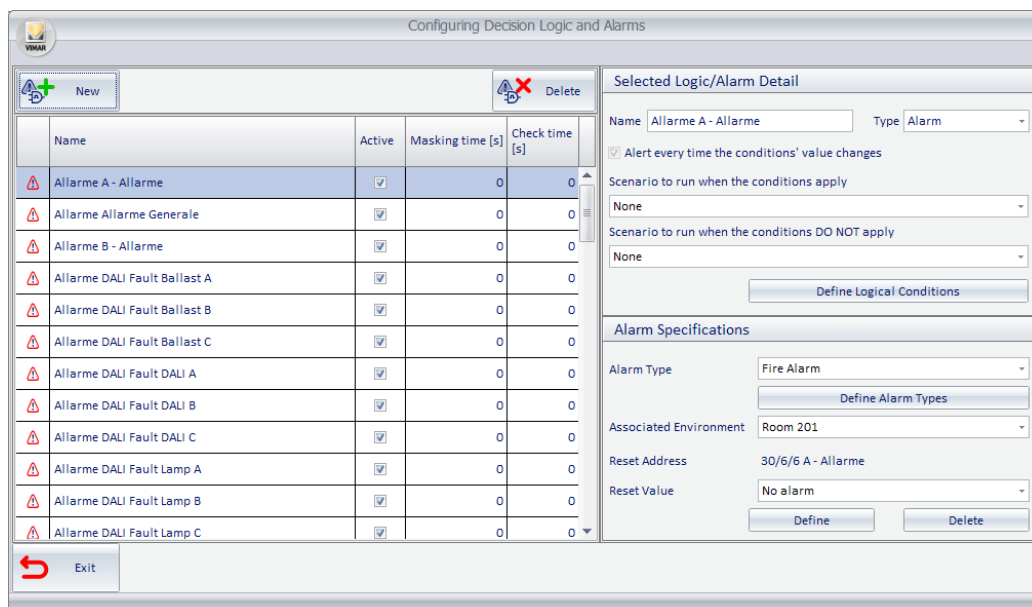 Configuring Decision Logic and Alarms
VIMAR
New
Delete
Name Active Masking time [s] Check time [s]
Allarme A - Allarme 0 0
Allarme Allarme Generale 0 0
Allarme B - Allarme 0 0
Allarme DALI Fault Ballast A 0 0
Allarme DALI Fault Ballast B 0 0
Allarme DALI Fault Ballast C 0 0
Allarme DALI Fault DALI A 0 0
Allarme DALI Fault DALI B 0 0
Allarme DALI Fault DALI C 0 0
Allarme DALI Fault Lamp A 0 0
Allarme DALI Fault Lamp B 0 0
Allarme DALI Fault Lamp C 0 0
Exit
Selected Logic/Alarm Detail
Name Allarme A - Allarme Type Alarm
Alert every time the conditions' value changes
Scenario to run when the conditions apply
None
Scenario to run when the conditions DO NOT apply
None
Define Logical Conditions
Alarm Specifications
Alarm Type Fire Alarm
Define Alarm Types
Associated Environment Room 201
Reset Address 30/6/6 A - Allarme
Reset Value No alarm
Define Delete